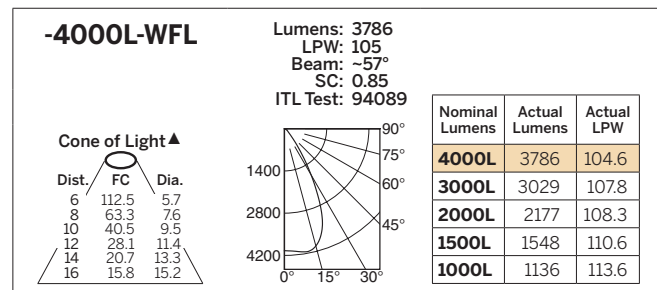 -4000L-WFL
Lumens: 3786
LPW: 105
Beam: ~57°
SC: 0.85
ITL Test: 94089
Cone of Light▲
Dist. FC Dia.
6 112.5 5.7
8 63.3 7.6
10 40.5 9.5
12 28.1 11.4
14 20.7 13.3
16 15.8 15.2
90°
75°
60°
45°
1400
2800
4200
0° 15° 30°
Nominal Lumens Actual Lumens Actual LPW
4000L 3786 104.6
3000L 3029 107.8
2000L 2177 108.3
1500L 1548 110.6
1000L 1136 113.6